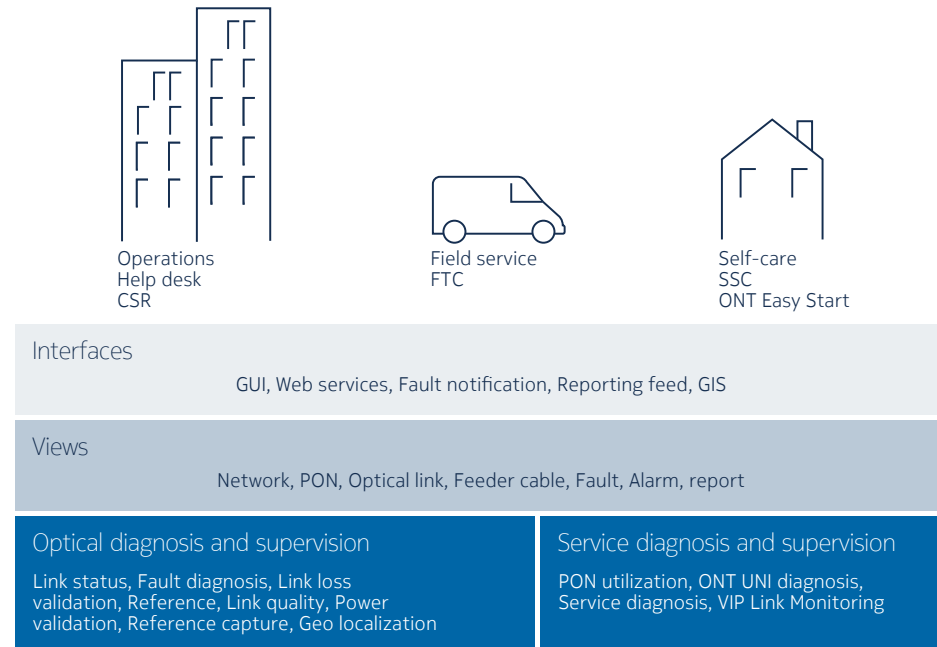 Operations
Help desk
CSR
Field service
FTC
Self-care
SSC
ONT Easy Start
Interfaces
GUI, Web services, Fault notification, Reporting feed, GIS
Views
Network, PON, Optical link, Feeder cable, Fault, Alarm, report
Optical diagnosis and supervision
Link status, Fault diagnosis, Link loss
validation, Reference, Link quality, Power
validation, Reference capture, Geo localization
Service diagnosis and supervision
PON utilization, ONT UNI diagnosis,
Service diagnosis, VIP Link Monitoring